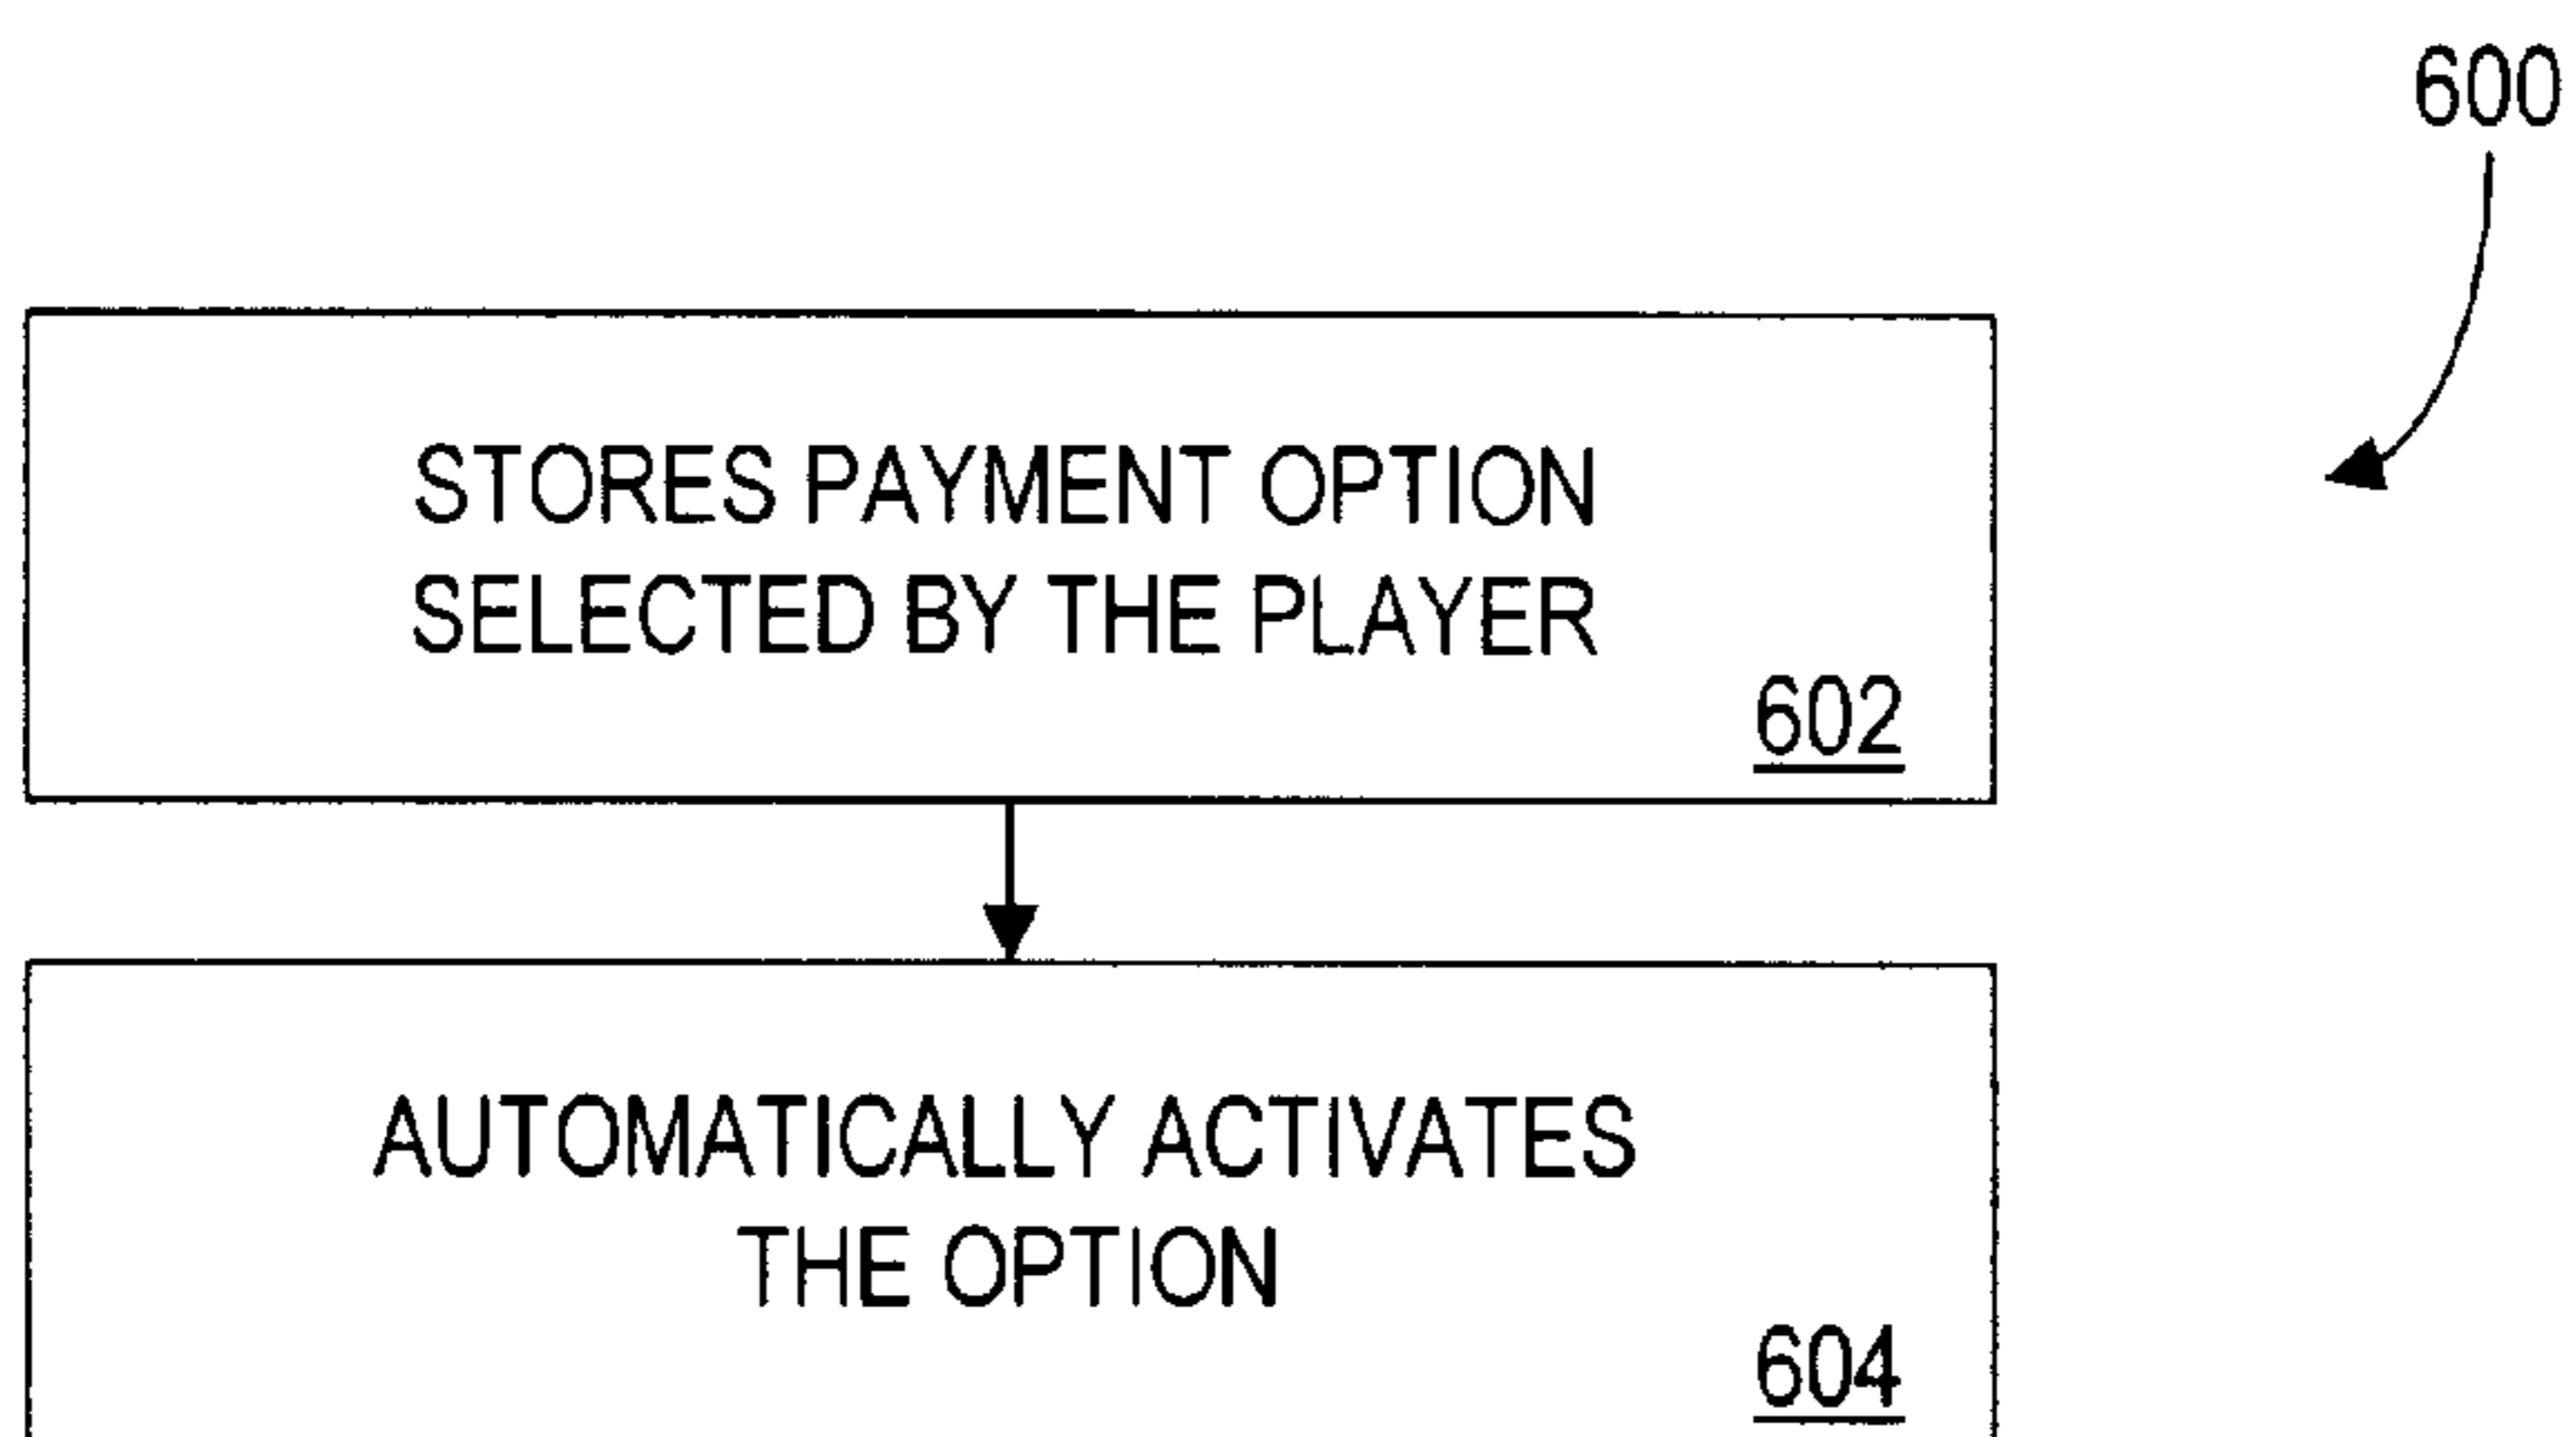 600
STORES PAYMENT OPTION
SELECTED BY THE PLAYER
602
AUTOMATICALLY ACTIVATES
THE OPTION
604